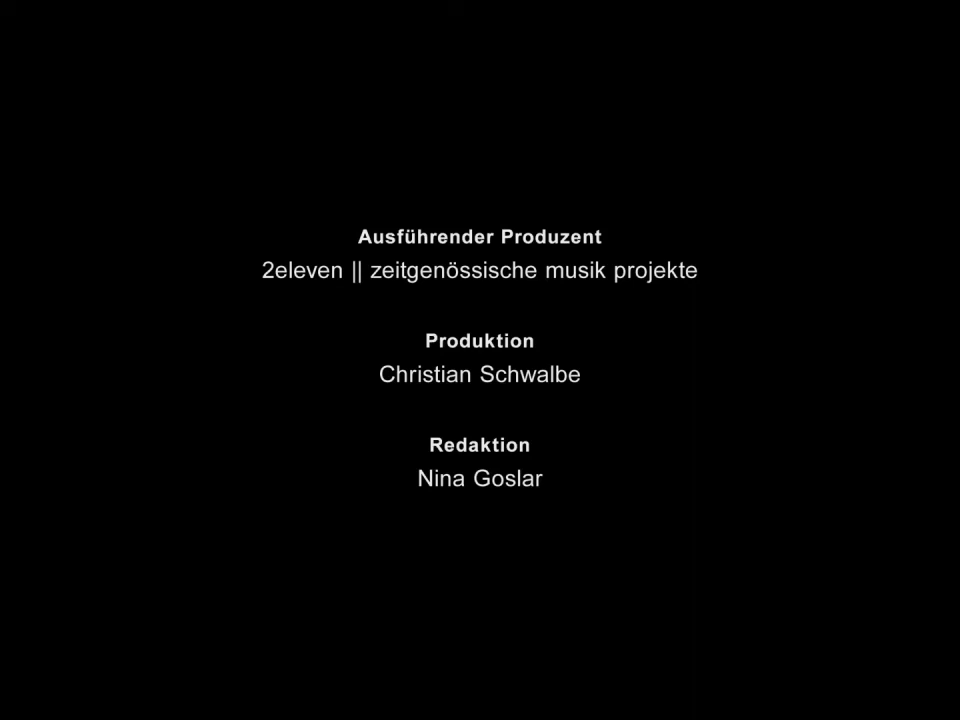 Ausführender Produzent
2eleven || zeitgenössische musik projekte
Produktion
Christian Schwalbe
Redaktion
Nina Goslar